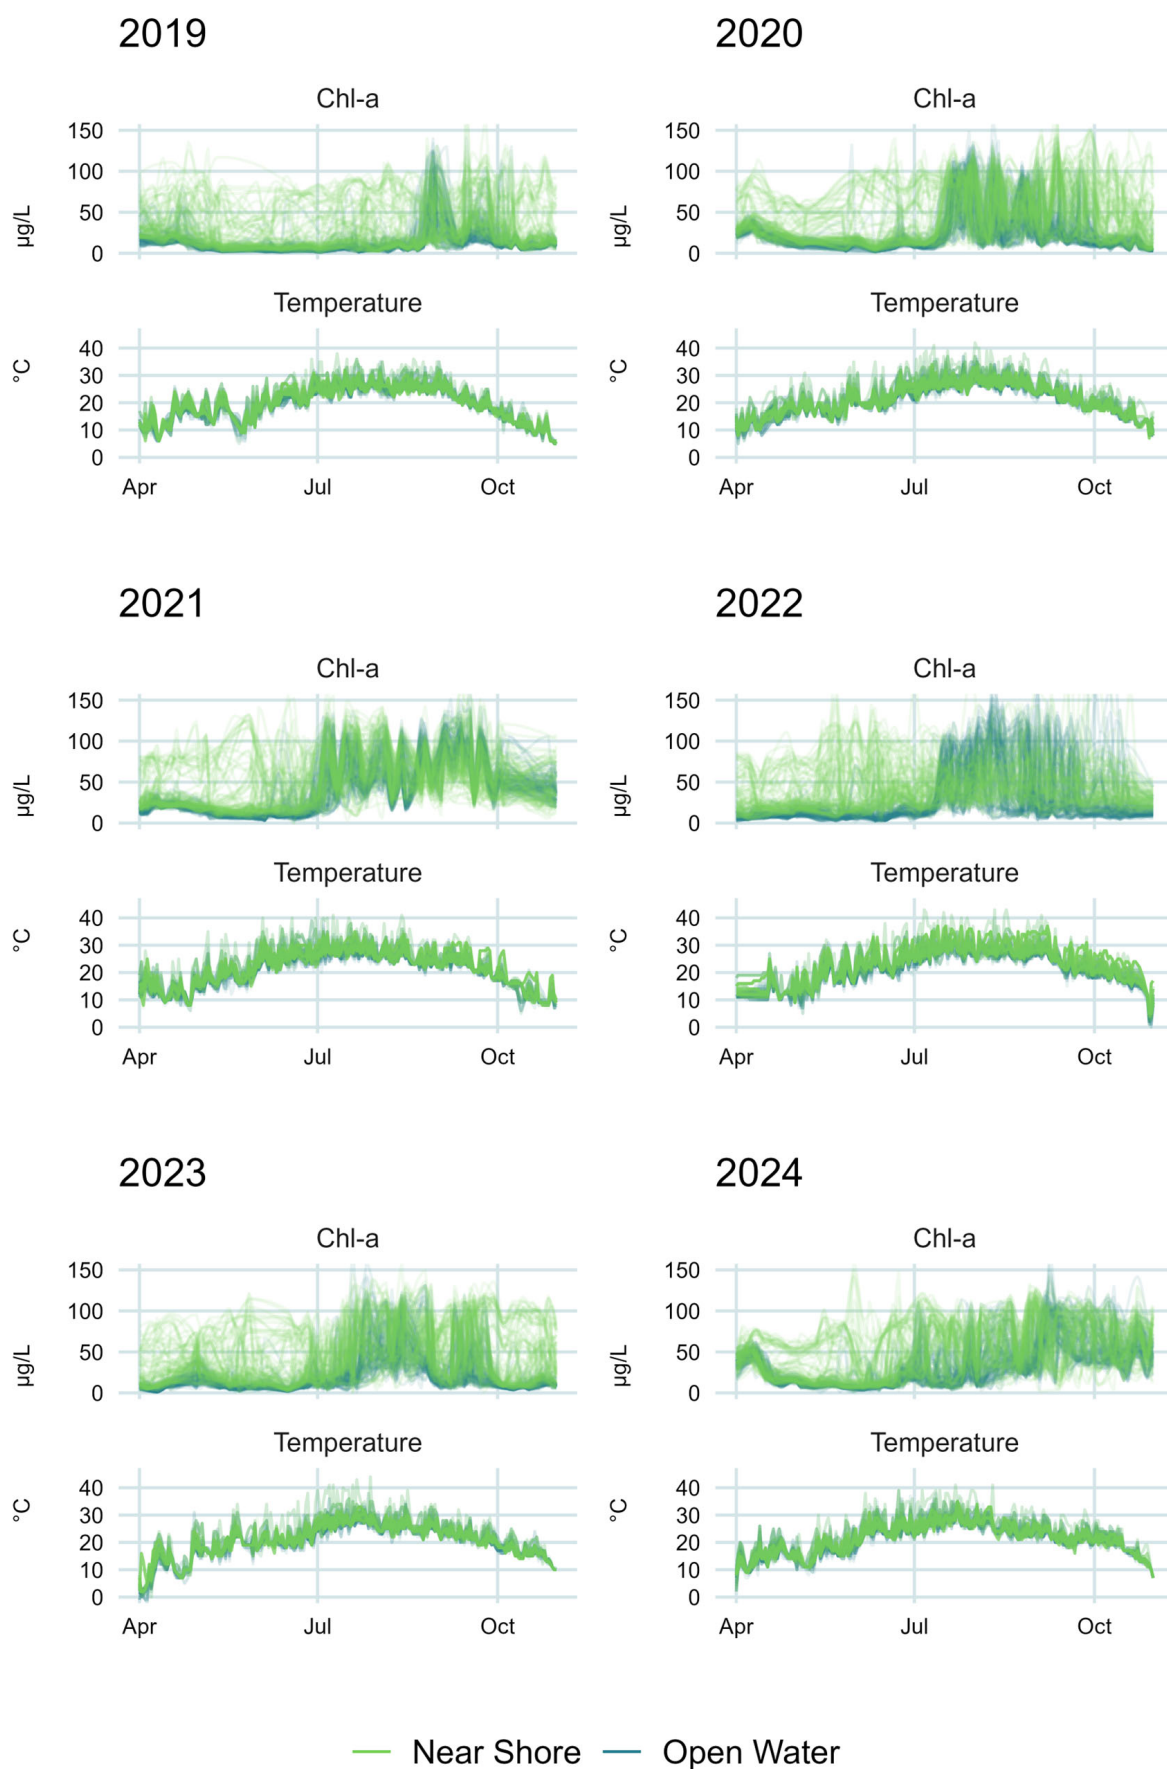 2019 2020
Chl-a Chl-a
150 150
100 100
50 50
0 0
µg/L µg/L
Temperature Temperature
40 40
30 30
20 20
10 10
0 0
°C °C
Apr Jul Oct Apr Jul Oct
2021 2022
Chl-a Chl-a
150 150
100 100
50 50
0 0
µg/L µg/L
Temperature Temperature
40 40
30 30
20 20
10 10
0 0
°C °C
Apr Jul Oct Apr Jul Oct
2023 2024
Chl-a Chl-a
150 150
100 100
50 50
0 0
µg/L µg/L
Temperature Temperature
40 40
30 30
20 20
10 10
0 0
°C °C
Apr Jul Oct Apr Jul Oct
Near Shore Open Water